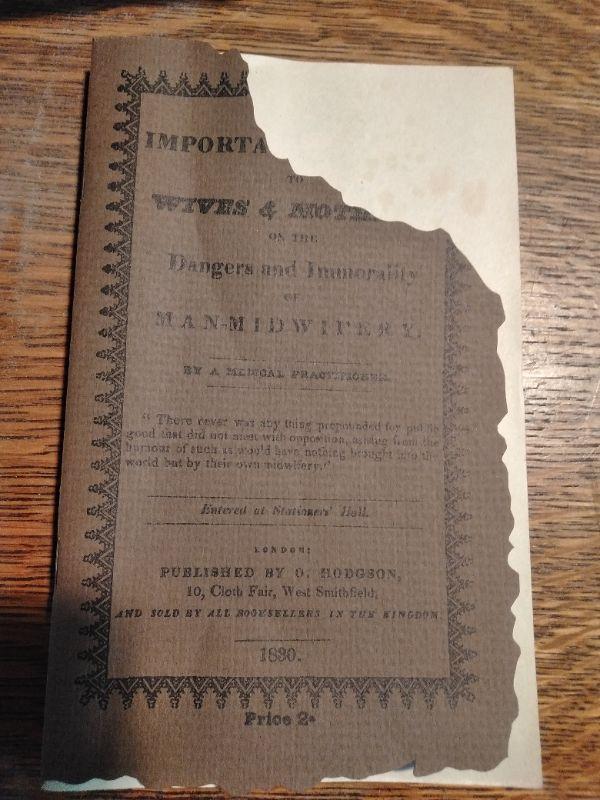 IMPORTA
TO
WIVES & MOTHE
ON THE
Dangers and Immorality
OF
MAN-MIDWIFERY.
BY A MEDICAL PRACTITIONER.
“ There never was any thing propounded for public
good that did not meet with opposition, arising from the
humour of such as would have nothing brought into the
world but by their own midwifery.”
Entered at Stationers' Hall.
LONDON:
PUBLISHED BY O. HODGSON,
10, Cloth Fair, West Smithfield,
AND SOLD BY ALL BOOKSELLERS IN THE KINGDOM
1830.
Price 2s